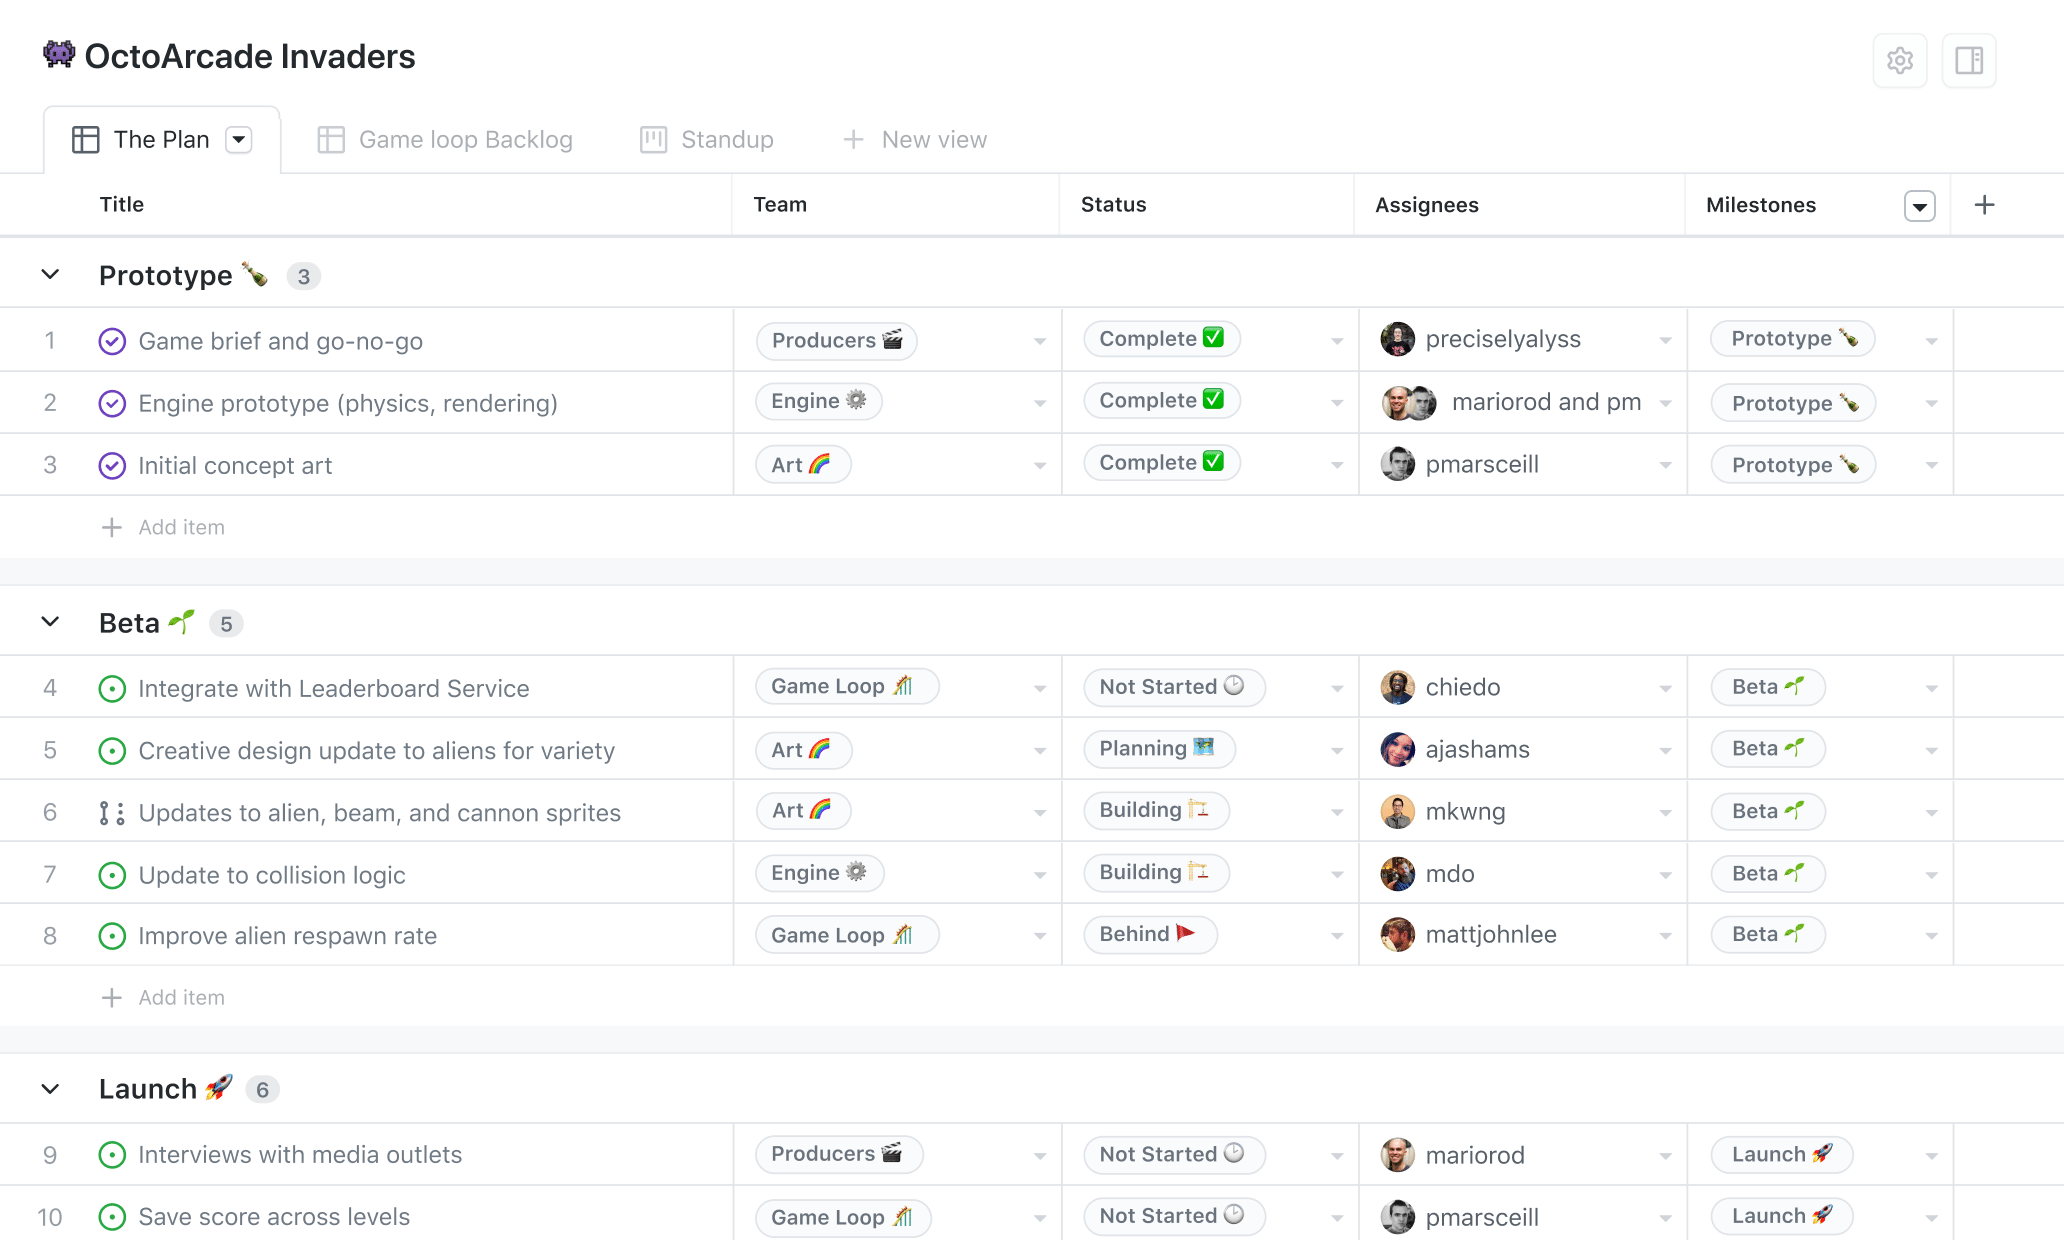 OctoArcade Invaders
The Plan Game loop Backlog Standup New view
Title Team Status Assignees Milestones
Prototype 3
1 Game brief and go-no-go Producers Complete preciselyalyss Prototype
2 Engine prototype (physics, rendering) Engine Complete mariorod and pm Prototype
3 Initial concept art Art Complete pmarsceill Prototype
Add item
Beta 5
4 Integrate with Leaderboard Service Game Loop Not Started chiedo Beta
5 Creative design update to aliens for variety Art Planning ajashams Beta
6 Updates to alien, beam, and cannon sprites Art Building mkwng Beta
7 Update to collision logic Engine Building mdo Beta
8 Improve alien respawn rate Game Loop Behind mattjohnlee Beta
Add item
Launch 6
9 Interviews with media outlets Producers Not Started mariorod Launch
10 Save score across levels Game Loop Not Started pmarsceill Launch